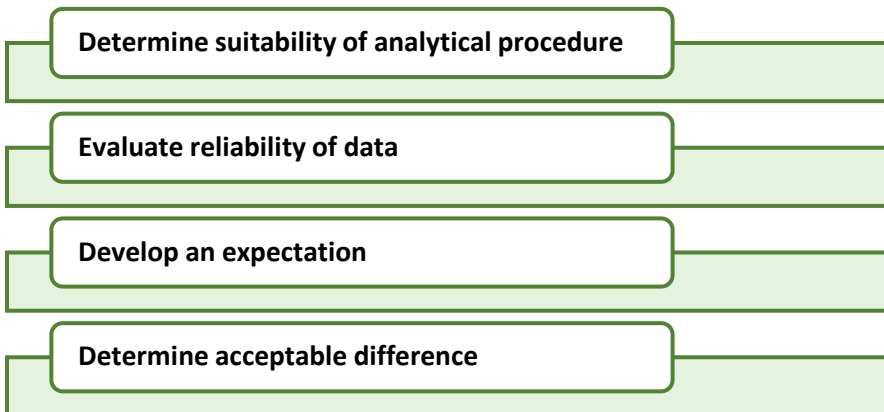 Determine suitability of analytical procedure
Evaluate reliability of data
Develop an expectation
Determine acceptable difference